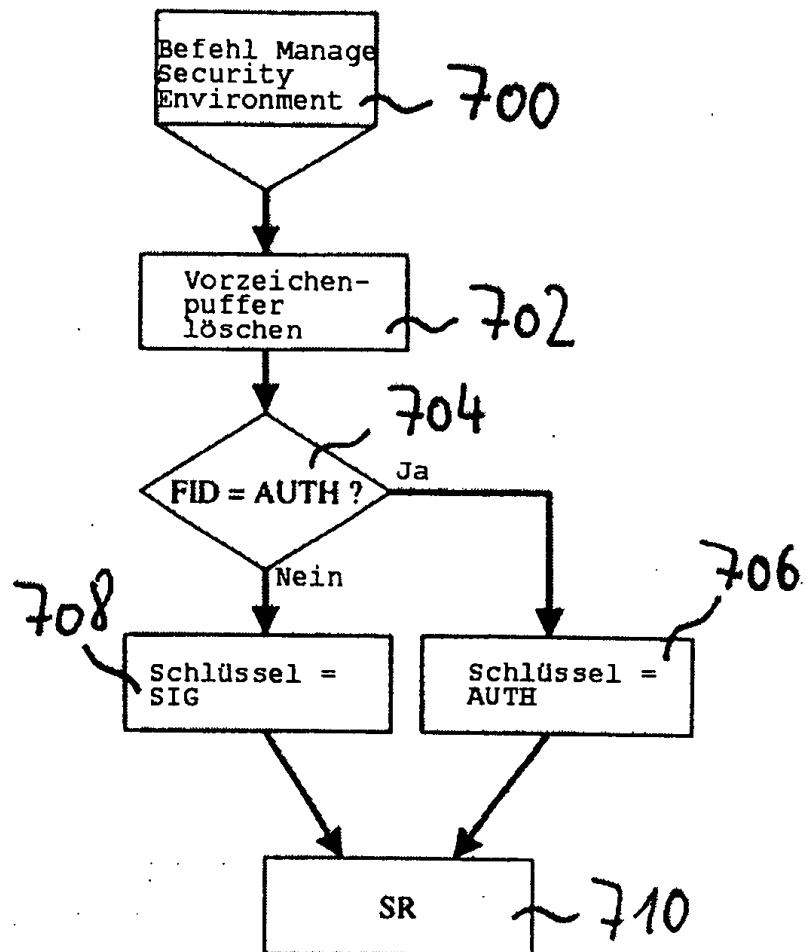 Befehl Manage
Security
Environment
700
Vorzeichen-
puffer
löschen
702
704
FID = AUTH ?
Ja
Nein
708
706
Schlüssel =
SIG
Schlüssel =
AUTH
SR
710